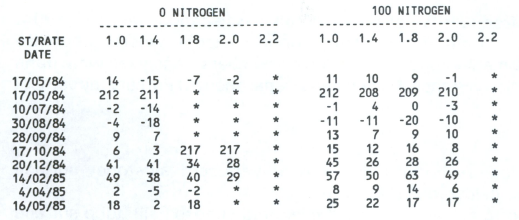 0 NITROGEN 100 NITROGEN
ST/RATE 1.0 1.4 1.8 2.0 2.2 1.0 1.4 1.8 2.0 2.2
DATE
17/05/84 14 -15 -7 -2 * 11 10 9 -1 *
17/05/84 212 211 * * * 212 208 209 210 *
10/07/84 -2 -14 * * * -1 4 0 -3 *
30/08/84 -4 -18 * * * -11 -11 -20 -10 *
28/09/84 9 7 * * * 13 7 9 10 *
17/10/84 6 3 217 217 * 15 12 16 8 *
20/12/84 41 41 34 28 * 45 26 28 26 *
14/02/85 49 38 40 29 * 57 50 63 49 *
4/04/85 2 -5 -2 * * 8 9 14 6 *
16/05/85 18 2 18 * * 25 22 17 17 *